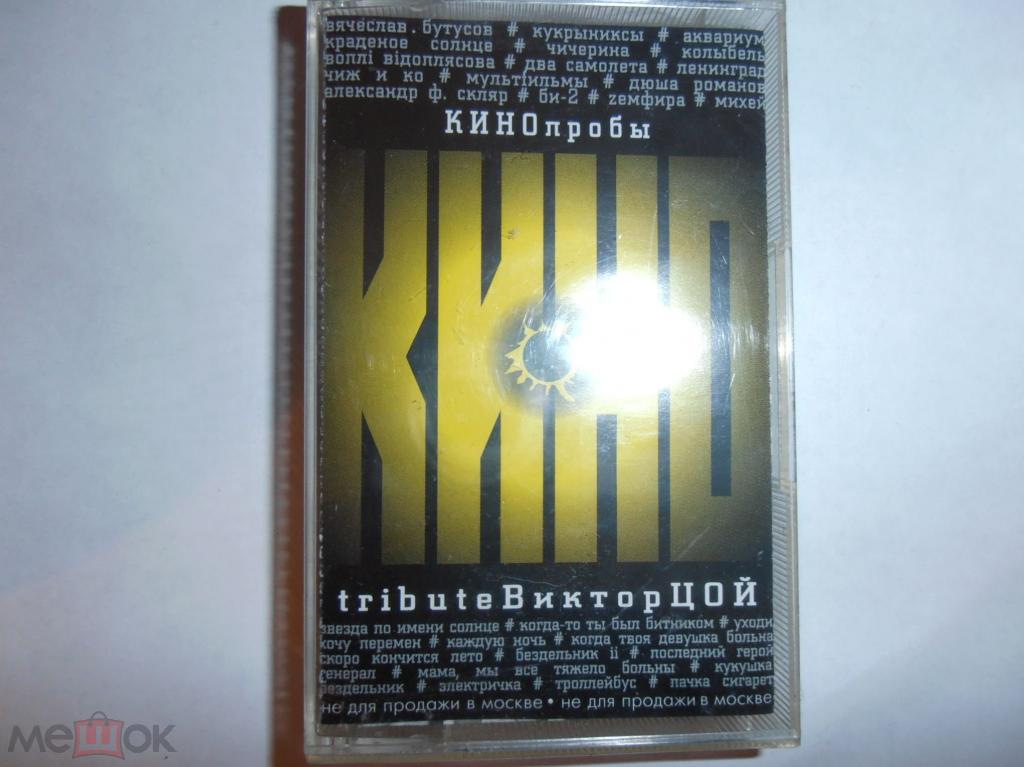 вячеслав.бутусов # кукрыниксы # аквариум
краденое солнце # чичерина # колыбель
воплі відоплясова # два самолета # ленинград
чиж и ко # мультfильмы # дюша романов
александр ф. скляр # би-2 # zемфира # михей
КИНОпробы
КИНО
tributeВикторЦОЙ
звезда по имени солнце # когда-то ты был битником # уходи
хочу перемен # каждую ночь # когда твоя девушка больна
скоро кончится лето # бездельник ii # последний герой
генерал # мама, мы все тяжело больны # кукушка
бездельник # электричка # троллейбус # пачка сигарет
не для продажи в москве • не для продажи в москве
мешок